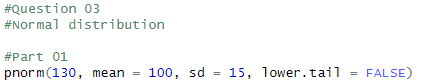 #Question 03
#Normal distribution
#Part 01
pnorm(130, mean = 100, sd = 15, lower.tail = FALSE)